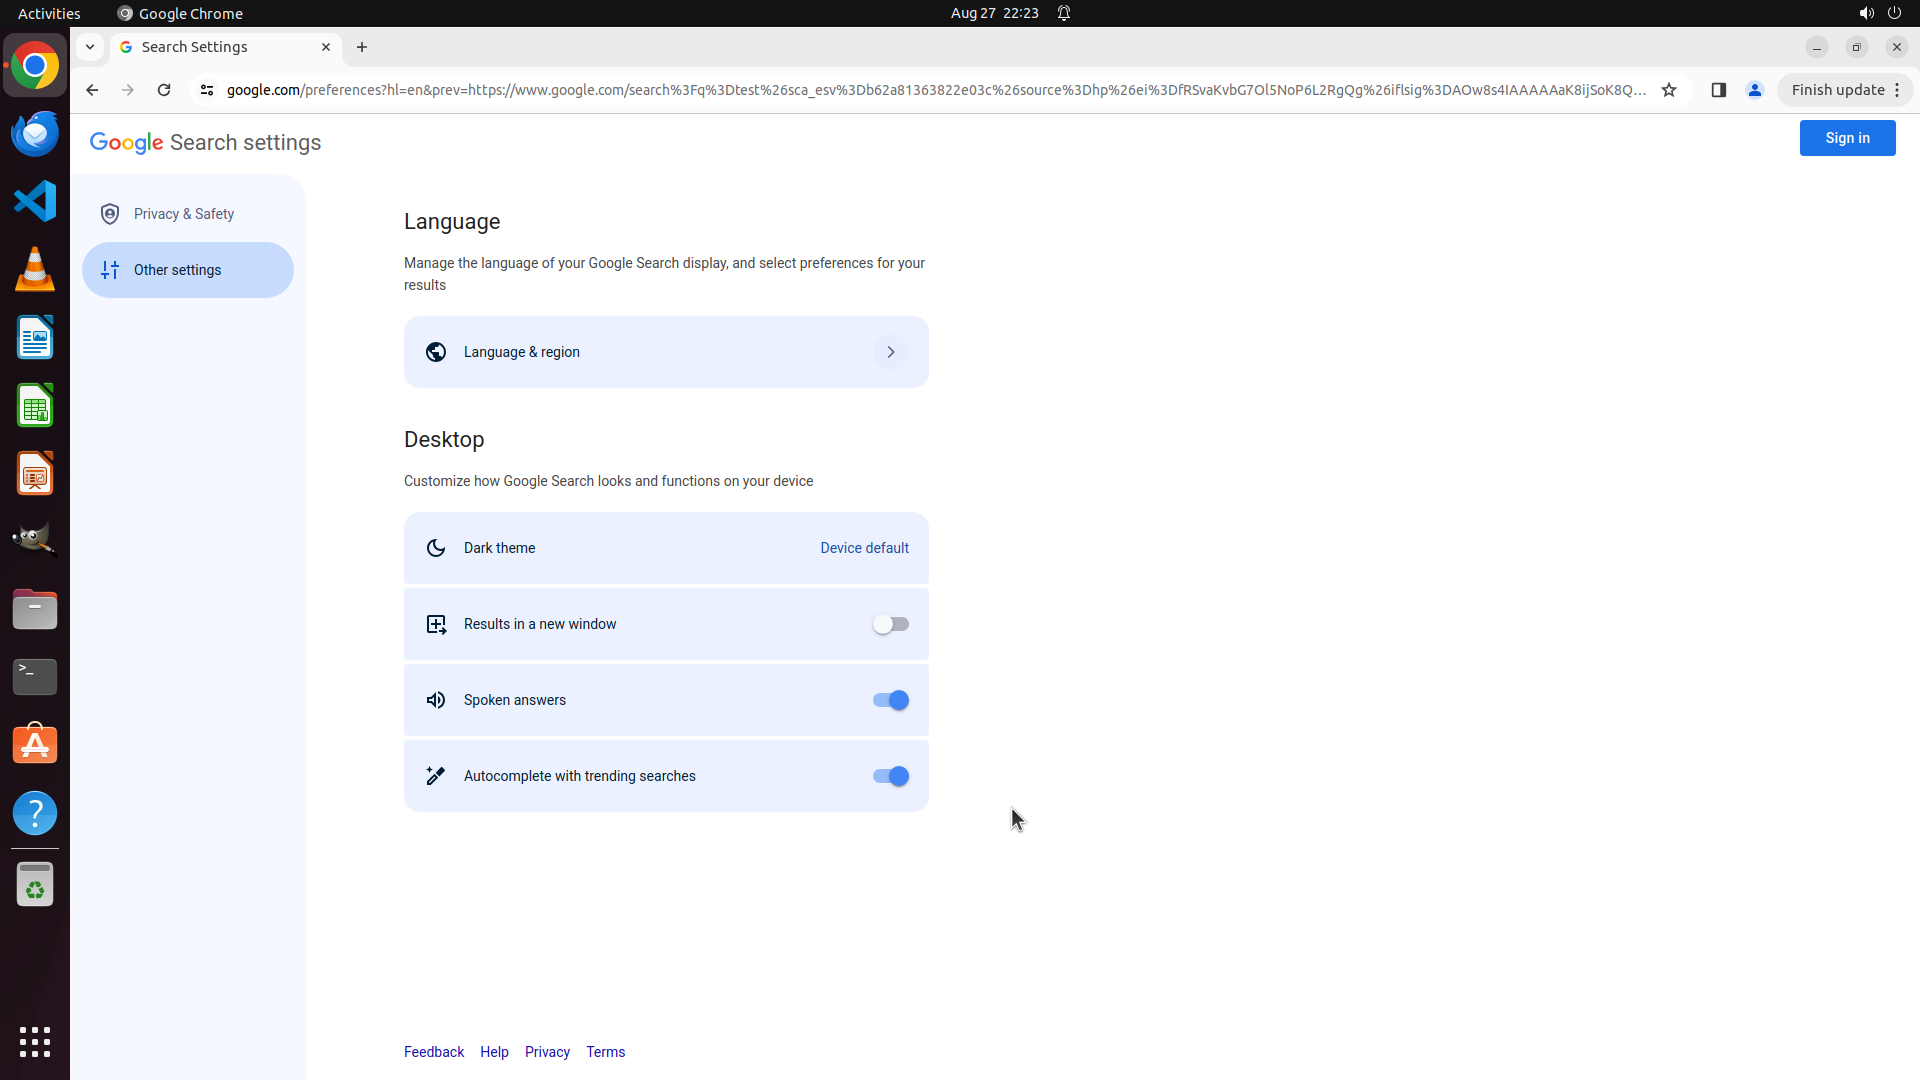 Activities
Google Chrome
Aug 27 22:23
Search Settings
google.com/preferences?hl=en&prev=https://www.google.com/search%3Fq%3Dtest%26sca_esv%3Db62a81363822e03c%26source%3Dhp%26ei%3DfRSvaKvbG7Ol5NoP6L2RgQg%26iflsig%3DAOw8s4IAAAAAaK8ijSoK8Q...
Finish update
Google Search settings
Sign in
Privacy & Safety
Other settings
Language
Manage the language of your Google Search display, and select preferences for your
results
Language & region
Desktop
Customize how Google Search looks and functions on your device
Dark theme
Device default
Results in a new window
Spoken answers
Autocomplete with trending searches
Feedback
Help
Privacy
Terms